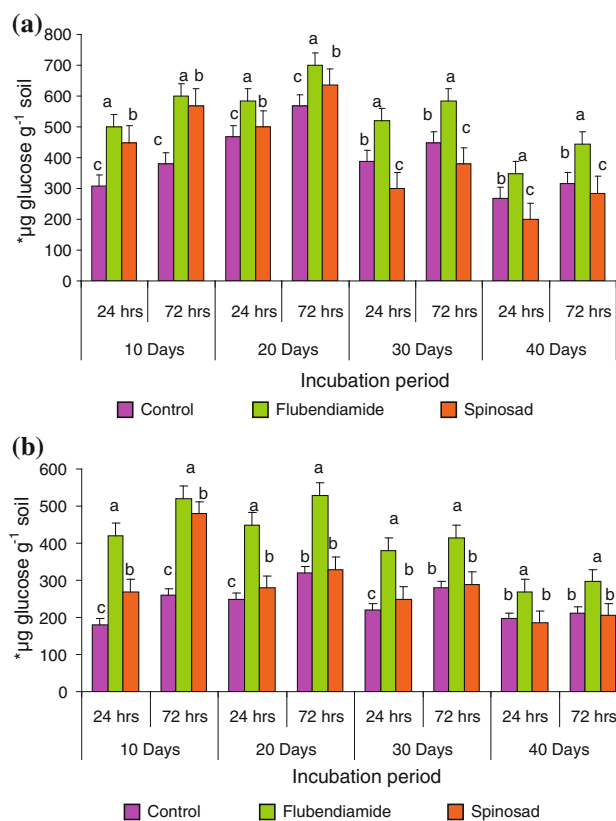 (a)
*µg glucose g⁻¹ soil
800
700
600
500
400
300
200
100
0
c a b c a b c a b c a b b a c b a c b a c b a c
24 hrs 72 hrs 24 hrs 72 hrs 24 hrs 72 hrs 24 hrs 72 hrs
10 Days 20 Days 30 Days 40 Days
Incubation period
Control Flubendiamide Spinosad
(b)
*µg glucose g⁻¹ soil
600
500
400
300
200
100
0
c a b c a b c a b b a b c a b b a b b a b b a b
24 hrs 72 hrs 24 hrs 72 hrs 24 hrs 72 hrs 24 hrs 72 hrs
10 Days 20 Days 30 Days 40 Days
Incubation period
Control Flubendiamide Spinosad